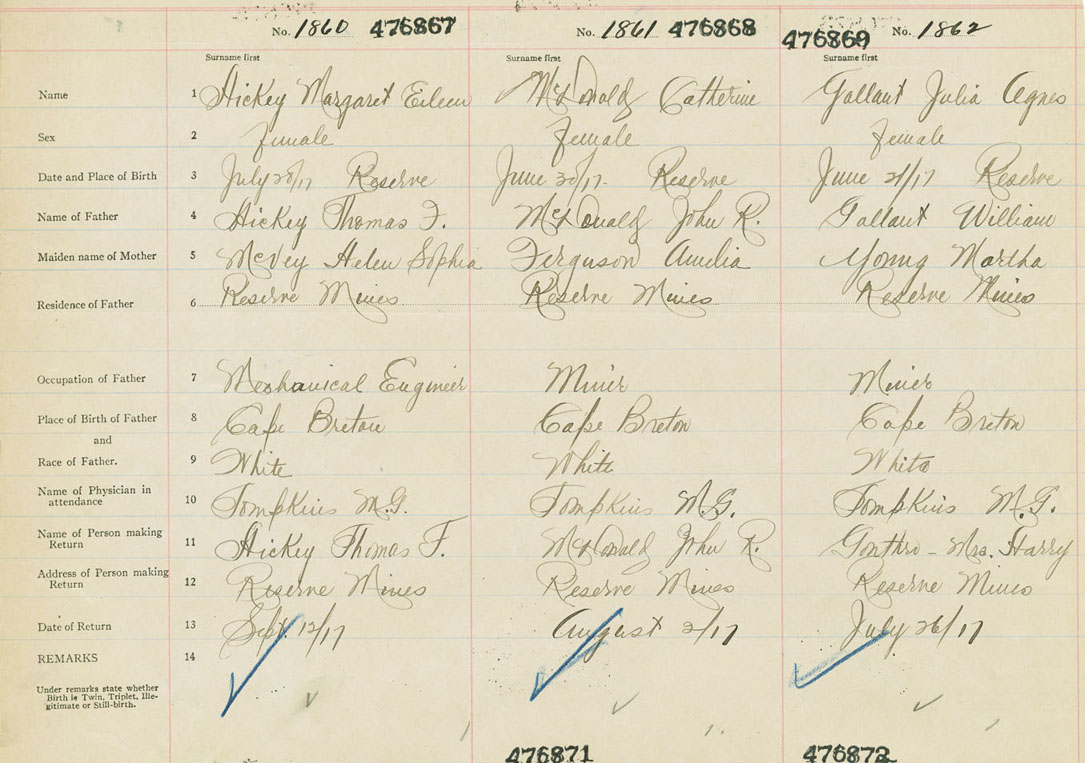 No. 1860 476867 No. 1861 476868 476869 No. 1862
Surname first Surname first Surname first
Name 1 Hickey Margaret Eileen McDonald Catherine Gallant Julia Agnes
Sex 2 Female Female Female
Date and Place of Birth 3 July 28/17 Reserve June 30/17. Reserve June 21/17 Reserve
Name of Father 4 Hickey Thomas F. McDonald John R. Gallant William
Maiden name of Mother 5 McVey Helen Sophia Ferguson Amelia Young Martha
Residence of Father 6 Reserve Mines Reserve Mines Reserve Mines
Occupation of Father 7 Mechanical Engineer Miner Miner
Place of Birth of Father 8 Cape Breton Cape Breton Cape Breton
and
Race of Father. 9 White White White
Name of Physician in
attendance 10 Tompkins M.G. Tompkins M.G. Tompkins M.G.
Name of Person making
Return 11 Hickey Thomas F. McDonald John R. Gonthro - Mrs. Harry
Address of Person making
Return 12 Reserve Mines Reserve Mines Reserve Mines
Date of Return 13 Sept. 12/17 August 2/17 July 26/17
REMARKS 14
Under remarks state whether
Birth is Twin, Triplet, Ille-
gitimate or Still-birth.
476871 476872